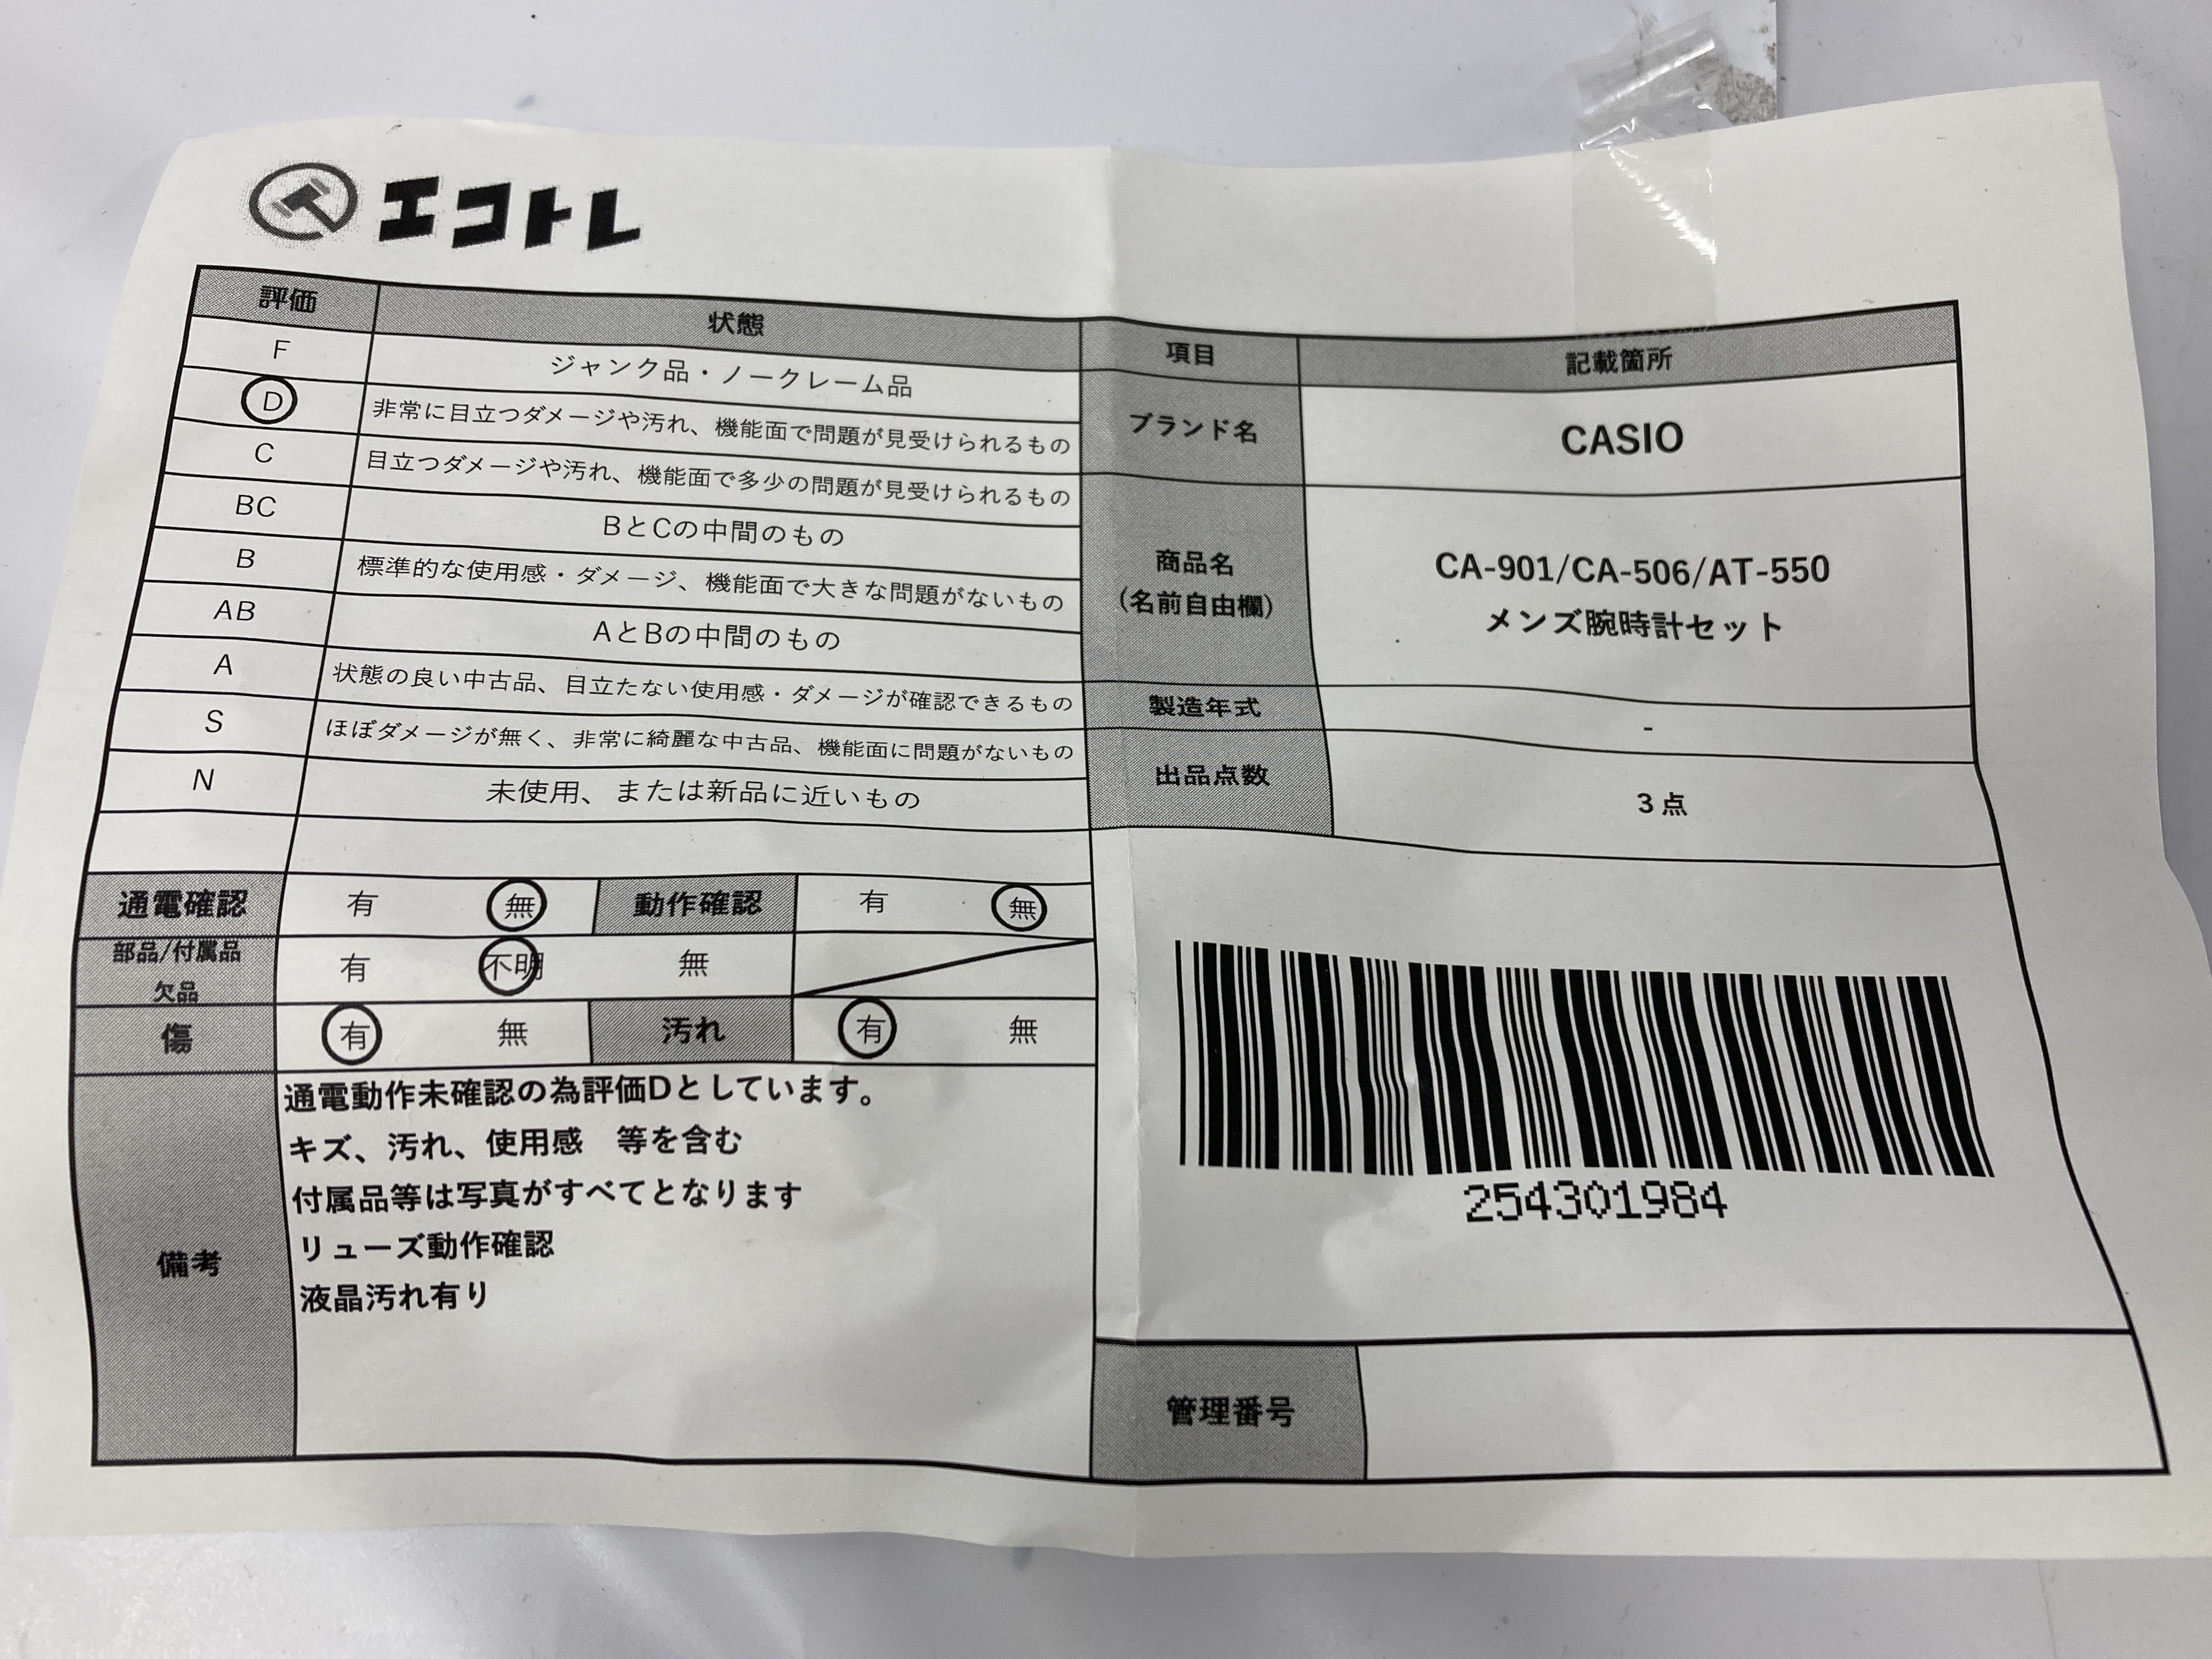 エコトレ
評価 状態
F ジャンク品・ノークレーム品
D 非常に目立つダメージや汚れ、機能面で問題が見受けられるもの
C 目立つダメージや汚れ、機能面で多少の問題が見受けられるもの
BC BとCの中間のもの
B 標準的な使用感・ダメージ、機能面で大きな問題がないもの
AB AとBの中間のもの
A 状態の良い中古品、目立たない使用感・ダメージが確認できるもの
S ほぼダメージが無く、非常に綺麗な中古品、機能面に問題がないもの
N 未使用、または新品に近いもの
通電確認 有 無 動作確認 有 無
部品/付属品
欠品
有 不明 無
傷 有 無 汚れ 有 無
備考
通電動作未確認の為評価Dとしています。
キズ、汚れ、使用感　等を含む
付属品等は写真がすべてとなります
リューズ動作確認
液晶汚れ有り
項目 記載箇所
ブランド名 CASIO
商品名
(名前自由欄)
CA-901/CA-506/AT-550
メンズ腕時計セット
製造年式 -
出品点数 3点
254301984
管理番号